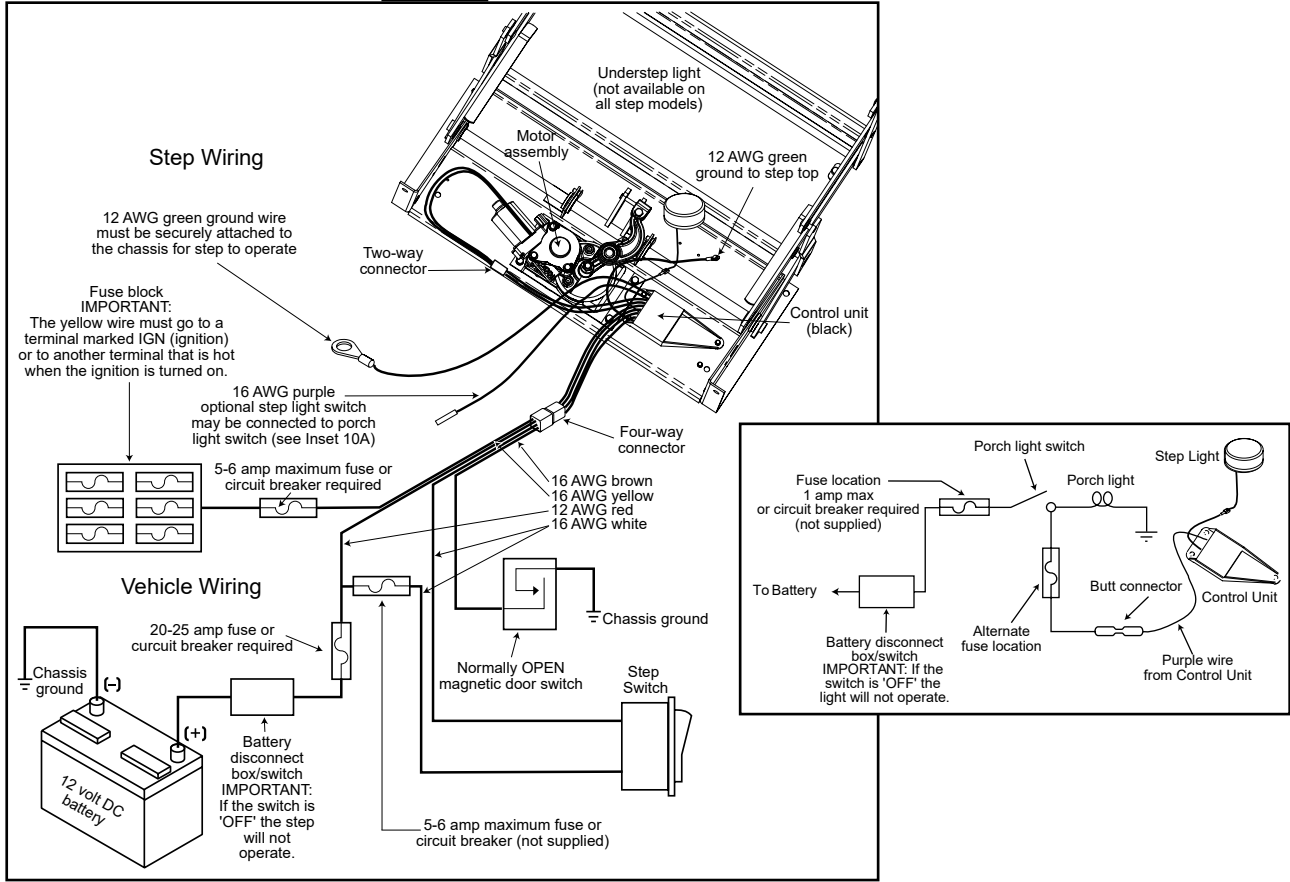 Understep light
(not available on
all step models)
Motor
assembly
12 AWG green
ground to step top
Step Wiring
12 AWG green ground wire
must be securely attached to
the chassis for step to operate
Two-way
connector
Fuse block
IMPORTANT:
The yellow wire must go to a
terminal marked IGN (ignition)
or to another terminal that is hot
when the ignition is turned on.
Control unit
(black)
16 AWG purple
optional step light switch
may be connected to porch
light switch (see Inset 10A)
Four-way
connector
5-6 amp maximum fuse or
circuit breaker required
16 AWG brown
16 AWG yellow
12 AWG red
16 AWG white
Vehicle Wiring
20-25 amp fuse or
curcuit breaker required
Chassis ground
Normally OPEN
magnetic door switch
Step
Switch
Chassis
ground
(-)
(+)
12 volt DC
battery
Battery
disconnect
box/switch
IMPORTANT:
If the switch is
'OFF' the step
will not
operate.
5-6 amp maximum fuse or
circuit breaker (not supplied)
Porch light switch
Step Light
Fuse location
1 amp max
or circuit breaker required
(not supplied)
Porch light
To Battery
Butt connector
Control Unit
Alternate
fuse location
Battery disconnect
box/switch
IMPORTANT: If the
switch is 'OFF' the
light will not operate.
Purple wire
from Control Unit